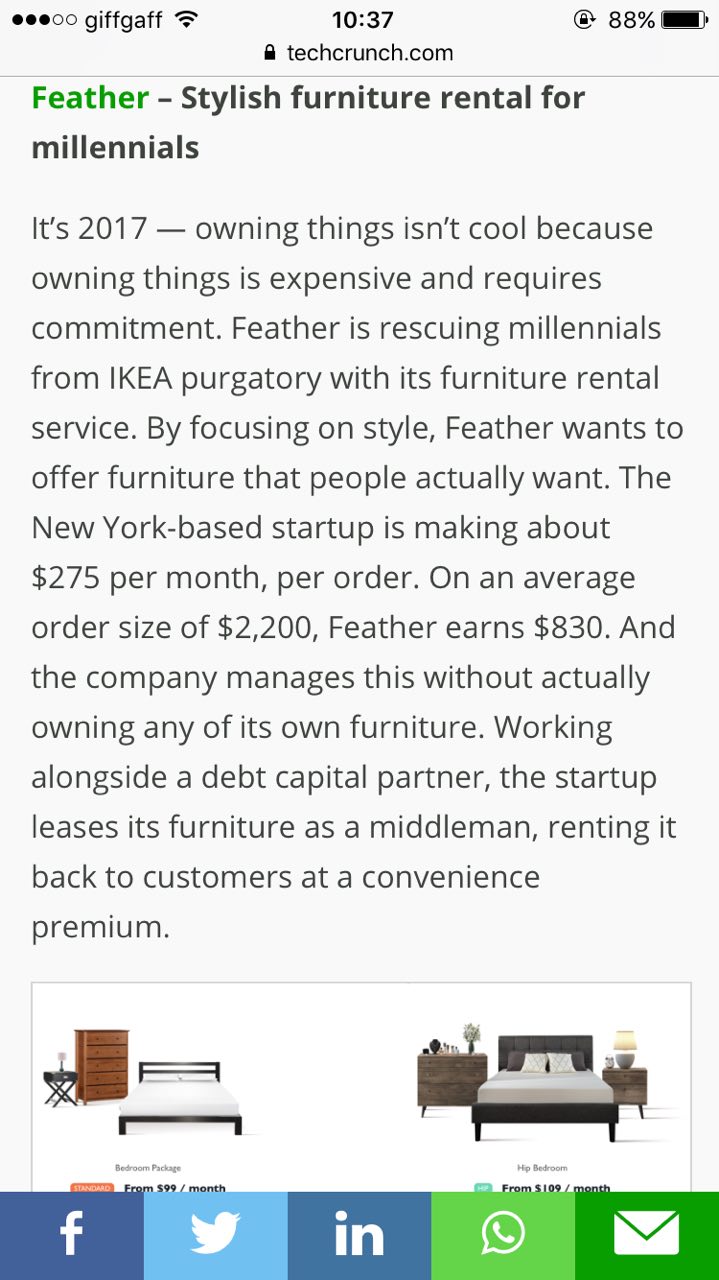 giffgaff 10:37 88%
techcrunch.com
Feather – Stylish furniture rental for
millennials
It’s 2017 — owning things isn’t cool because
owning things is expensive and requires
commitment. Feather is rescuing millennials
from IKEA purgatory with its furniture rental
service. By focusing on style, Feather wants to
offer furniture that people actually want. The
New York-based startup is making about
$275 per month, per order. On an average
order size of $2,200, Feather earns $830. And
the company manages this without actually
owning any of its own furniture. Working
alongside a debt capital partner, the startup
leases its furniture as a middleman, renting it
back to customers at a convenience
premium.
Bedroom Package Hip Bedroom
STANDARD From $99 / month HIP From $109 / month
f in